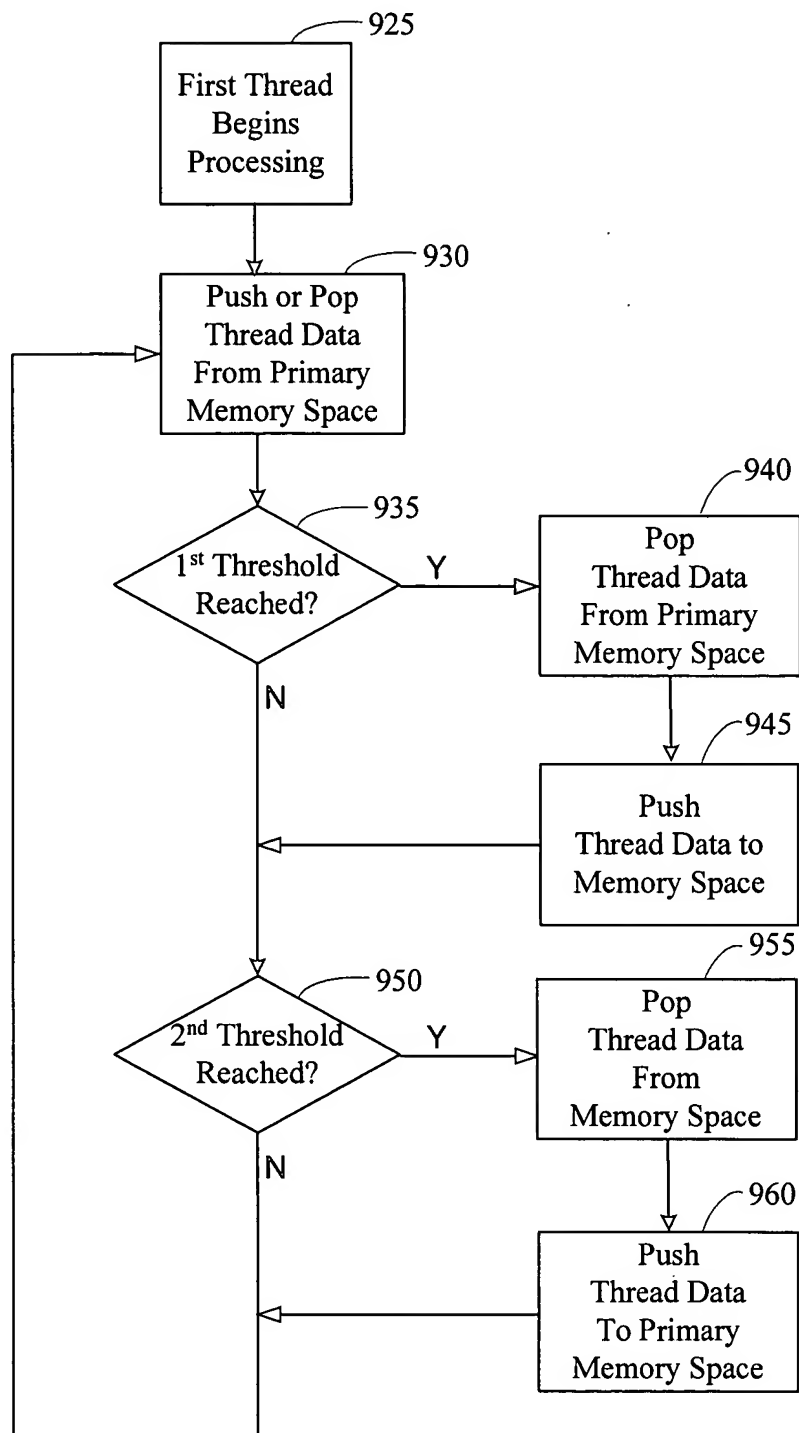 925
First Thread
Begins
Processing
930
Push or Pop
Thread Data
From Primary
Memory Space
935
1st Threshold
Reached?
Y
N
940
Pop
Thread Data
From Primary
Memory Space
945
Push
Thread Data to
Memory Space
950
2nd Threshold
Reached?
Y
N
955
Pop
Thread Data
From
Memory Space
960
Push
Thread Data
To Primary
Memory Space